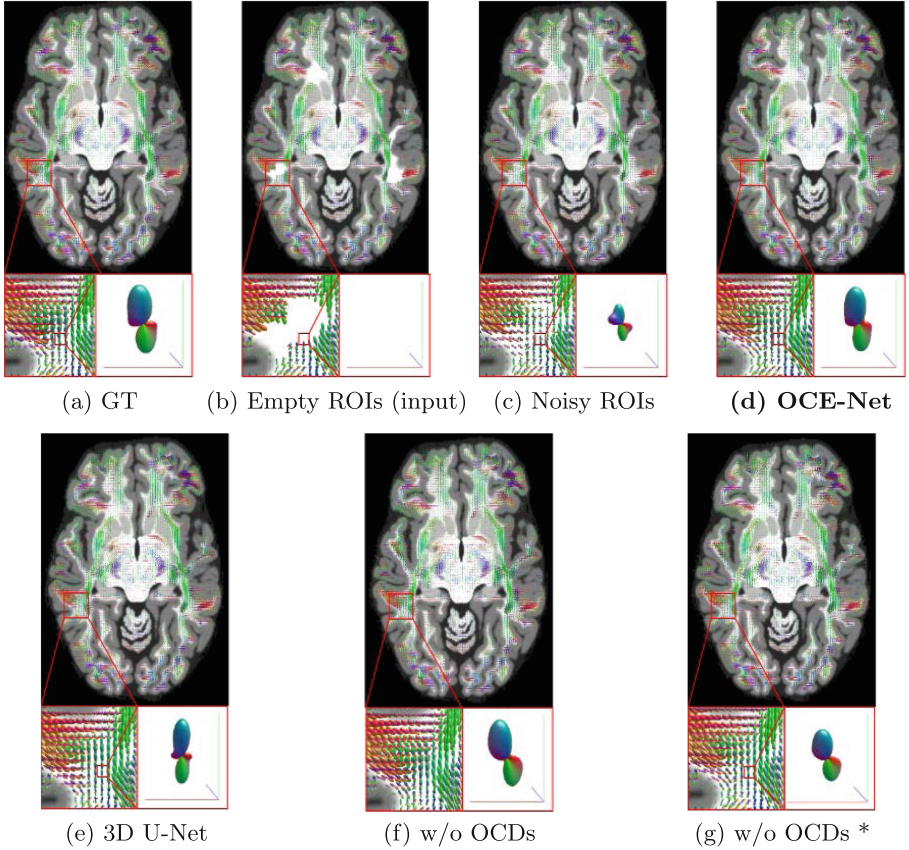 (a) GT
(b) Empty ROIs (input)
(c) Noisy ROIs
(d) OCE-Net
(e) 3D U-Net
(f) w/o OCDs
(g) w/o OCDs *